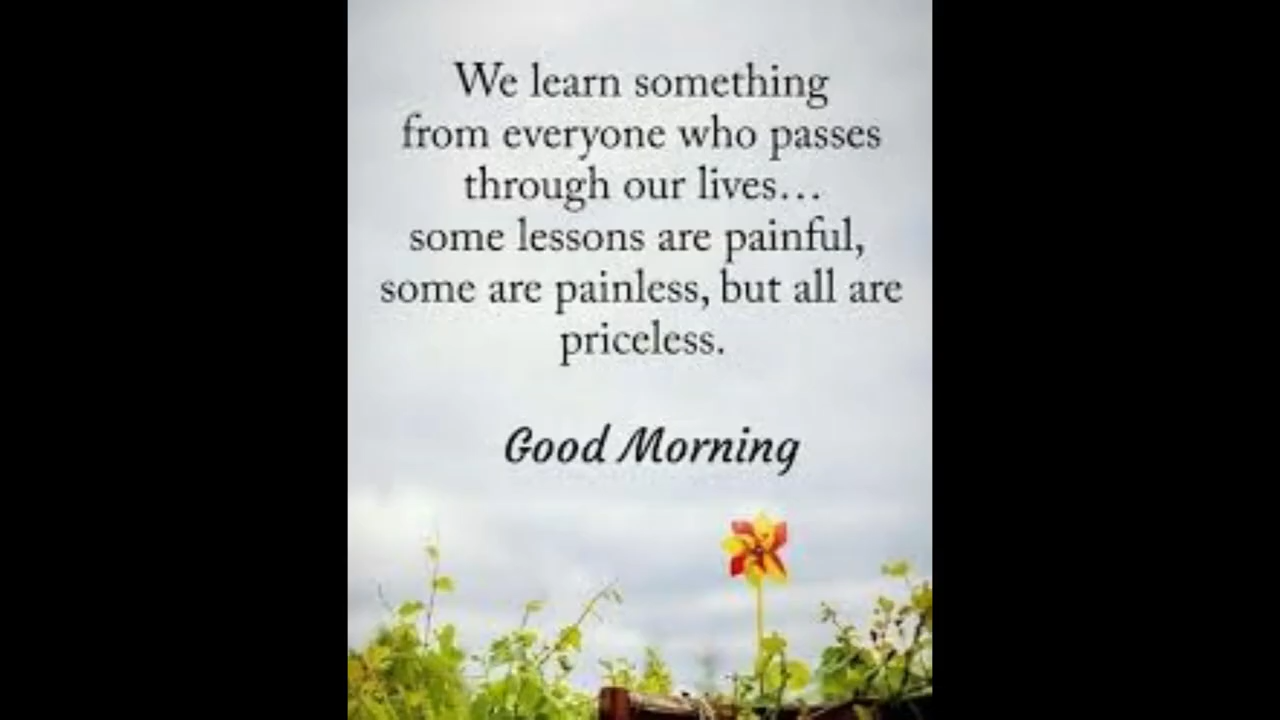 We learn something
from everyone who passes
through our lives...
some lessons are painful,
some are painless, but all are
priceless.
Good Morning